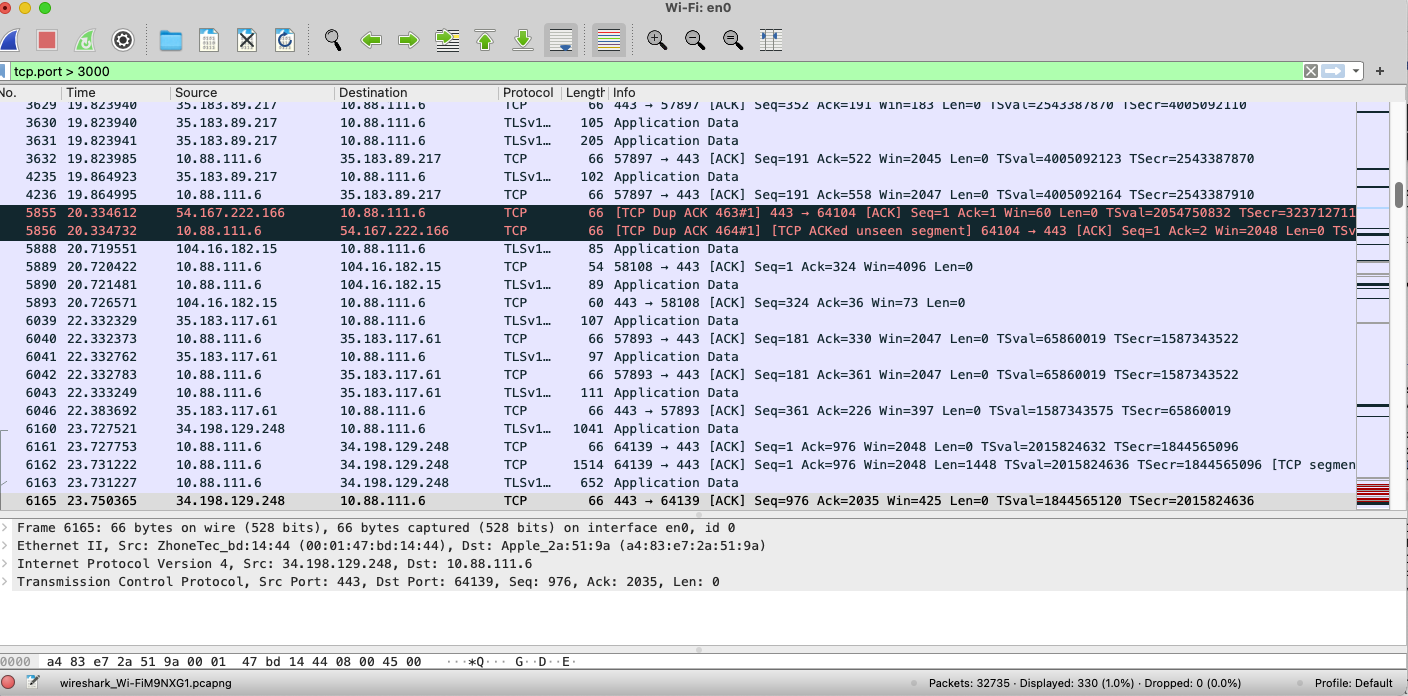 Wi-Fi: en0
tcp.port > 3000
No. Time Source Destination Protocol Length Info
3629 19.823940 35.183.89.217 10.88.111.6 TCP 66 443 → 57897 [ACK] Seq=352 Ack=191 Win=183 Len=0 TSval=2543387870 TSecr=4005092110
3630 19.823940 35.183.89.217 10.88.111.6 TLSv1… 105 Application Data
3631 19.823941 35.183.89.217 10.88.111.6 TLSv1… 205 Application Data
3632 19.823985 10.88.111.6 35.183.89.217 TCP 66 57897 → 443 [ACK] Seq=191 Ack=522 Win=2045 Len=0 TSval=4005092123 TSecr=2543387870
4235 19.864923 35.183.89.217 10.88.111.6 TLSv1… 102 Application Data
4236 19.864995 10.88.111.6 35.183.89.217 TCP 66 57897 → 443 [ACK] Seq=191 Ack=558 Win=2047 Len=0 TSval=4005092164 TSecr=2543387910
5855 20.334612 54.167.222.166 10.88.111.6 TCP 66 [TCP Dup ACK 463#1] 443 → 64104 [ACK] Seq=1 Ack=1 Win=60 Len=0 TSval=2054750832 TSecr=323712711
5856 20.334732 10.88.111.6 54.167.222.166 TCP 66 [TCP Dup ACK 464#1] [TCP ACKed unseen segment] 64104 → 443 [ACK] Seq=1 Ack=2 Win=2048 Len=0 TSv
5888 20.719551 104.16.182.15 10.88.111.6 TLSv1… 85 Application Data
5889 20.720422 10.88.111.6 104.16.182.15 TCP 54 58108 → 443 [ACK] Seq=1 Ack=324 Win=4096 Len=0
5890 20.721481 10.88.111.6 104.16.182.15 TLSv1… 89 Application Data
5893 20.726571 104.16.182.15 10.88.111.6 TCP 60 443 → 58108 [ACK] Seq=324 Ack=36 Win=73 Len=0
6039 22.332329 35.183.117.61 10.88.111.6 TLSv1… 107 Application Data
6040 22.332373 10.88.111.6 35.183.117.61 TCP 66 57893 → 443 [ACK] Seq=181 Ack=330 Win=2047 Len=0 TSval=65860019 TSecr=1587343522
6041 22.332762 35.183.117.61 10.88.111.6 TLSv1… 97 Application Data
6042 22.332783 10.88.111.6 35.183.117.61 TCP 66 57893 → 443 [ACK] Seq=181 Ack=361 Win=2047 Len=0 TSval=65860019 TSecr=1587343522
6043 22.333249 10.88.111.6 35.183.117.61 TLSv1… 111 Application Data
6046 22.383692 35.183.117.61 10.88.111.6 TCP 66 443 → 57893 [ACK] Seq=361 Ack=226 Win=397 Len=0 TSval=1587343575 TSecr=65860019
6160 23.727521 34.198.129.248 10.88.111.6 TLSv1… 1041 Application Data
6161 23.727753 10.88.111.6 34.198.129.248 TCP 66 64139 → 443 [ACK] Seq=1 Ack=976 Win=2048 Len=0 TSval=2015824632 TSecr=1844565096
6162 23.731222 10.88.111.6 34.198.129.248 TCP 1514 64139 → 443 [ACK] Seq=1 Ack=976 Win=2048 Len=1448 TSval=2015824636 TSecr=1844565096 [TCP segmen
6163 23.731227 10.88.111.6 34.198.129.248 TLSv1… 652 Application Data
6165 23.750365 34.198.129.248 10.88.111.6 TCP 66 443 → 64139 [ACK] Seq=976 Ack=2035 Win=425 Len=0 TSval=1844565120 TSecr=2015824636
Frame 6165: 66 bytes on wire (528 bits), 66 bytes captured (528 bits) on interface en0, id 0
Ethernet II, Src: ZhoneTec_bd:14:44 (00:01:47:bd:14:44), Dst: Apple_2a:51:9a (a4:83:e7:2a:51:9a)
Internet Protocol Version 4, Src: 34.198.129.248, Dst: 10.88.111.6
Transmission Control Protocol, Src Port: 443, Dst Port: 64139, Seq: 976, Ack: 2035, Len: 0
0000 a4 83 e7 2a 51 9a 00 01 47 bd 14 44 08 00 45 00 ···*Q··· G··D··E·
wireshark_Wi-FiM9NXG1.pcapng Packets: 32735 · Displayed: 330 (1.0%) · Dropped: 0 (0.0%) Profile: Default